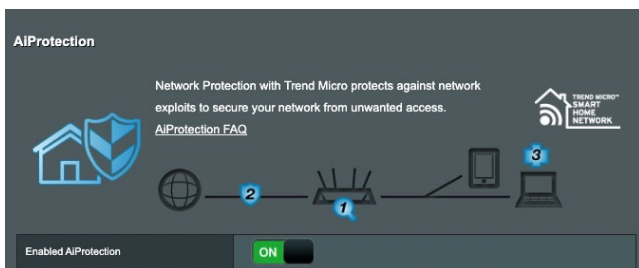 AiProtection
Network Protection with Trend Micro protects against network
exploits to secure your network from unwanted access.
AiProtection FAQ
TREND MICRO™
SMART
HOME
NETWORK
3
2
1
Enabled AiProtection
ON